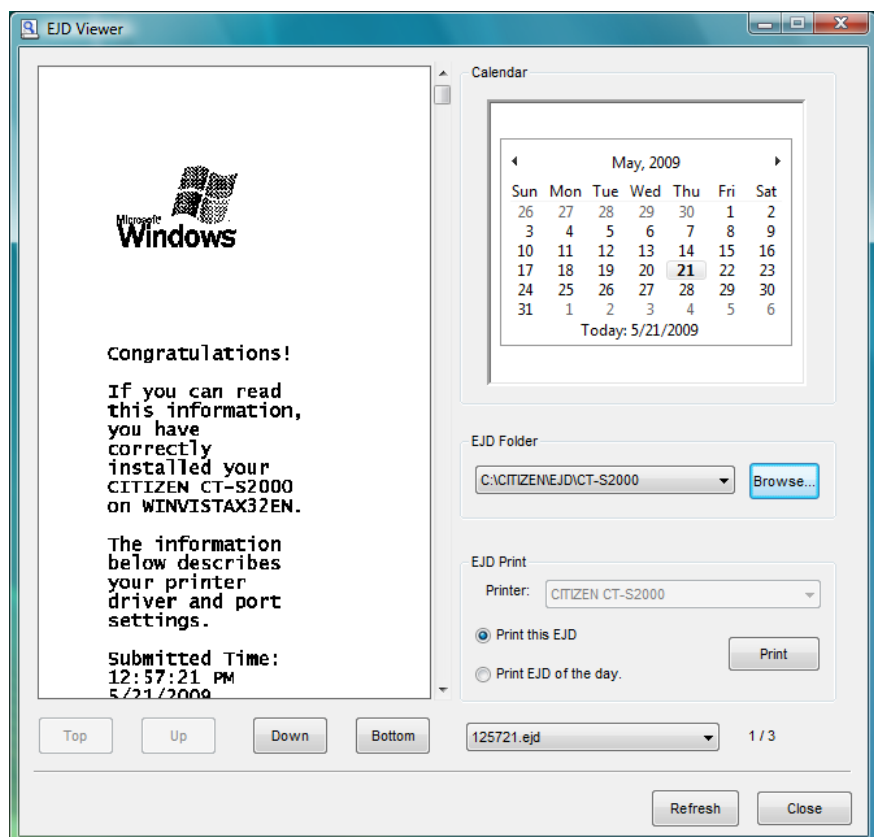 EJD Viewer
Microsoft
Windows
Congratulations!
If you can read
this information,
you have
correctly
installed your
CITIZEN CT-S2000
on WINVISTAX32EN.
The information
below describes
your printer
driver and port
settings.
Submitted Time:
12:57:21 PM
5/21/2009
Top
Up
Down
Bottom
Calendar
May, 2009
Sun Mon Tue Wed Thu Fri Sat
26 27 28 29 30 1 2
3 4 5 6 7 8 9
10 11 12 13 14 15 16
17 18 19 20 21 22 23
24 25 26 27 28 29 30
31 1 2 3 4 5 6
Today: 5/21/2009
EJD Folder
C:\CITIZEN\EJD\CT-S2000
Browse...
EJD Print
Printer: CITIZEN CT-S2000
Print this EJD
Print EJD of the day.
Print
125721.ejd
1 / 3
Refresh
Close